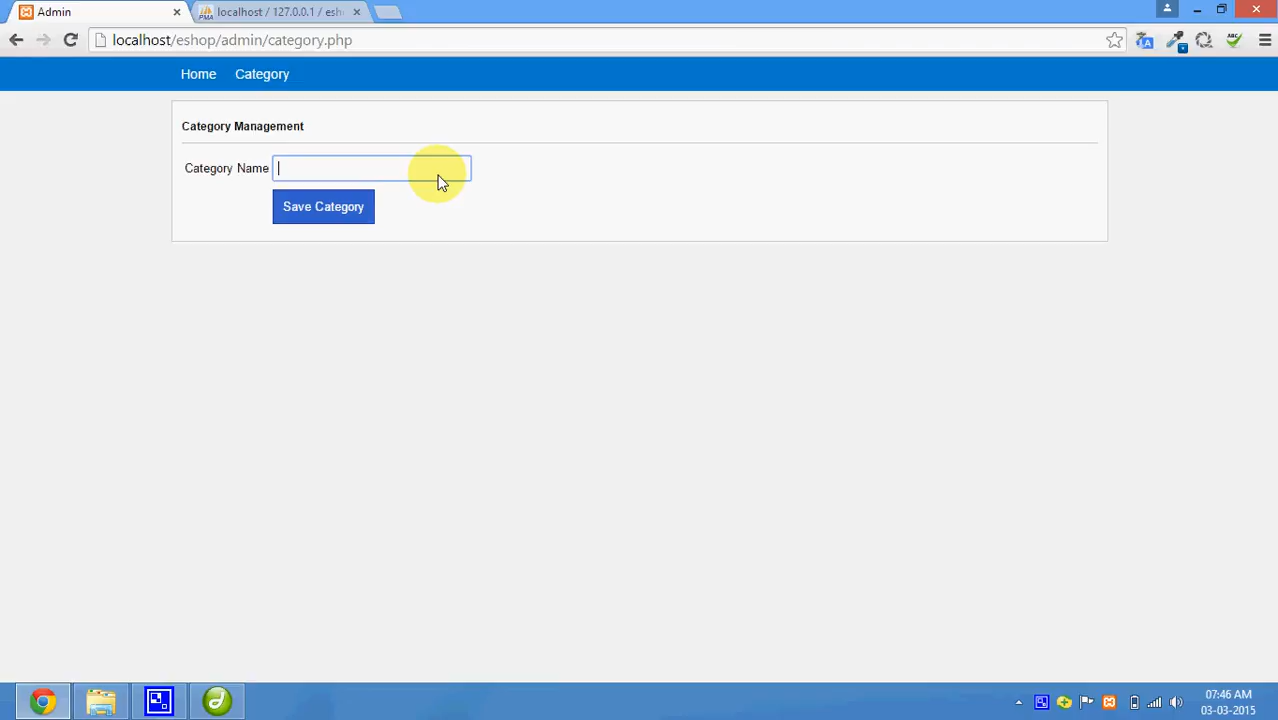 Admin
localhost / 127.0.0.1 / esh
localhost/eshop/admin/category.php
Home Category
Category Management
Category Name
Save Category
07:46 AM
03-03-2015